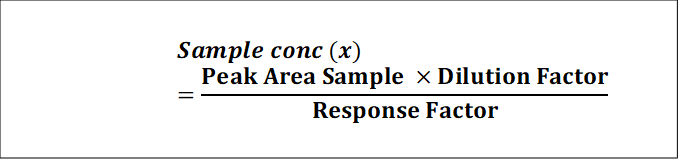 Sample conc (x)
= Peak Area Sample × Dilution Factor
Response Factor